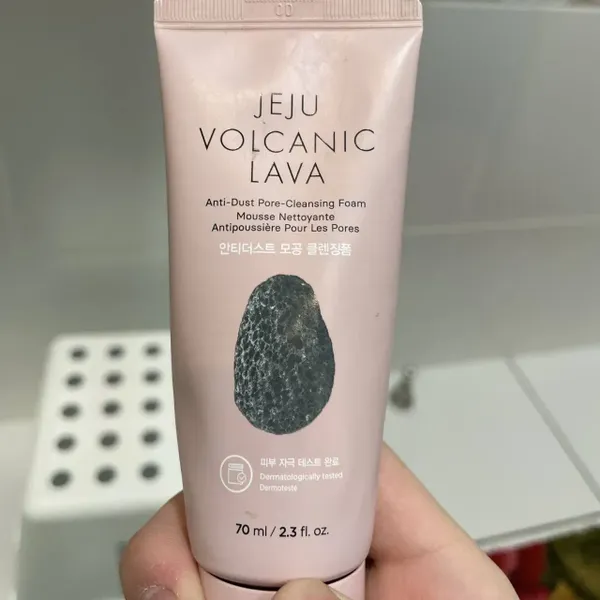 JEJU
VOLCANIC
LAVA
Anti-Dust Pore-Cleansing Foam
Mousse Nettoyante
Antipoussière Pour Les Pores
안티더스트 모공 클렌징폼
피부 자극 테스트 완료
Dermatologically tested
Dermotesté
70 ml / 2.3 fl. oz.